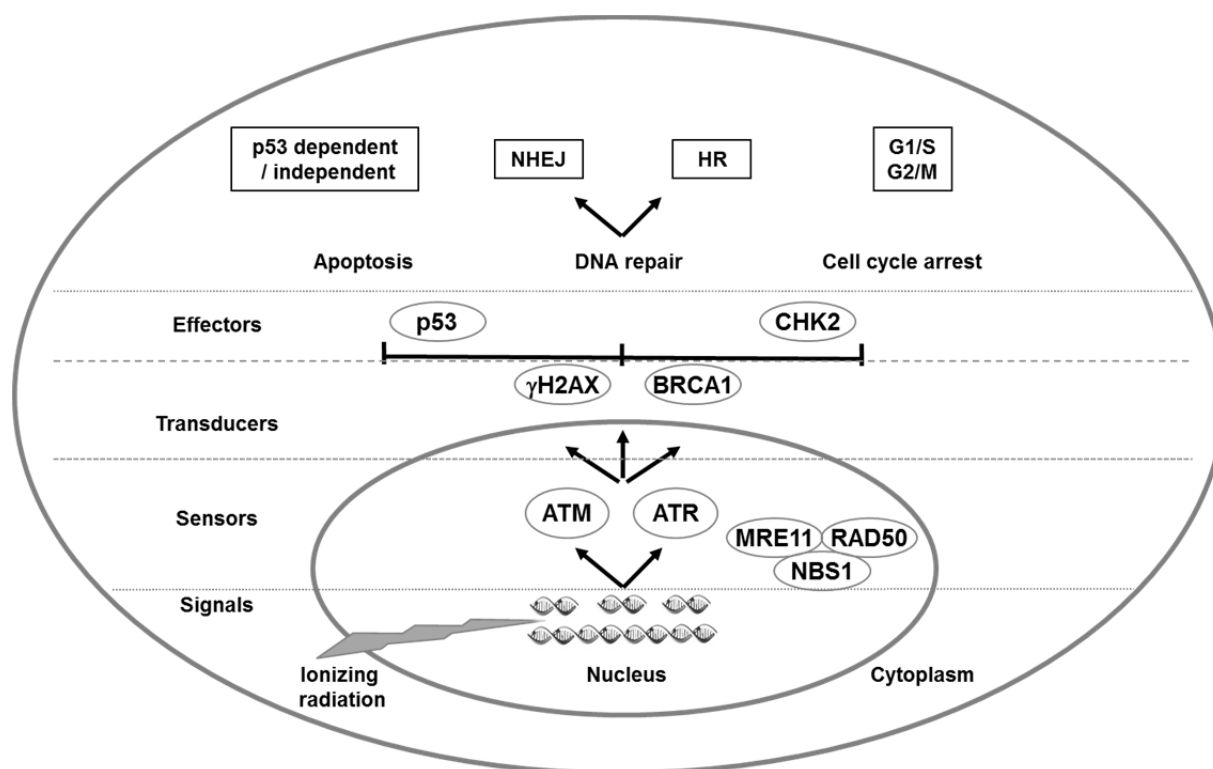 p53 dependent
/ independent
NHEJ
HR
G1/S
G2/M
Apoptosis
DNA repair
Cell cycle arrest
Effectors
p53
CHK2
γH2AX
BRCA1
Transducers
Sensors
ATM
ATR
MRE11
RAD50
NBS1
Signals
Ionizing
radiation
Nucleus
Cytoplasm